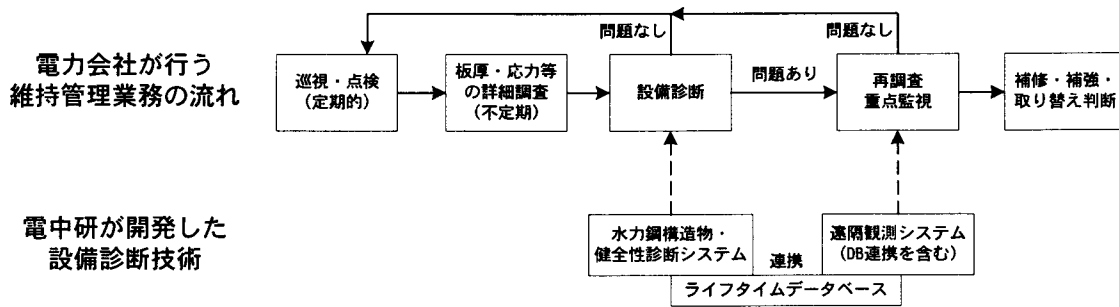 電力会社が行う
維持管理業務の流れ
巡視・点検
(定期的)
板厚・応力等
の詳細調査
(不定期)
設備診断
問題なし
問題あり
再調査
重点監視
問題なし
補修・補強・
取り替え判断
電中研が開発した
設備診断技術
水力鋼構造物・
健全性診断システム
連携
遠隔観測システム
(DB連携を含む)
ライフタイムデータベース